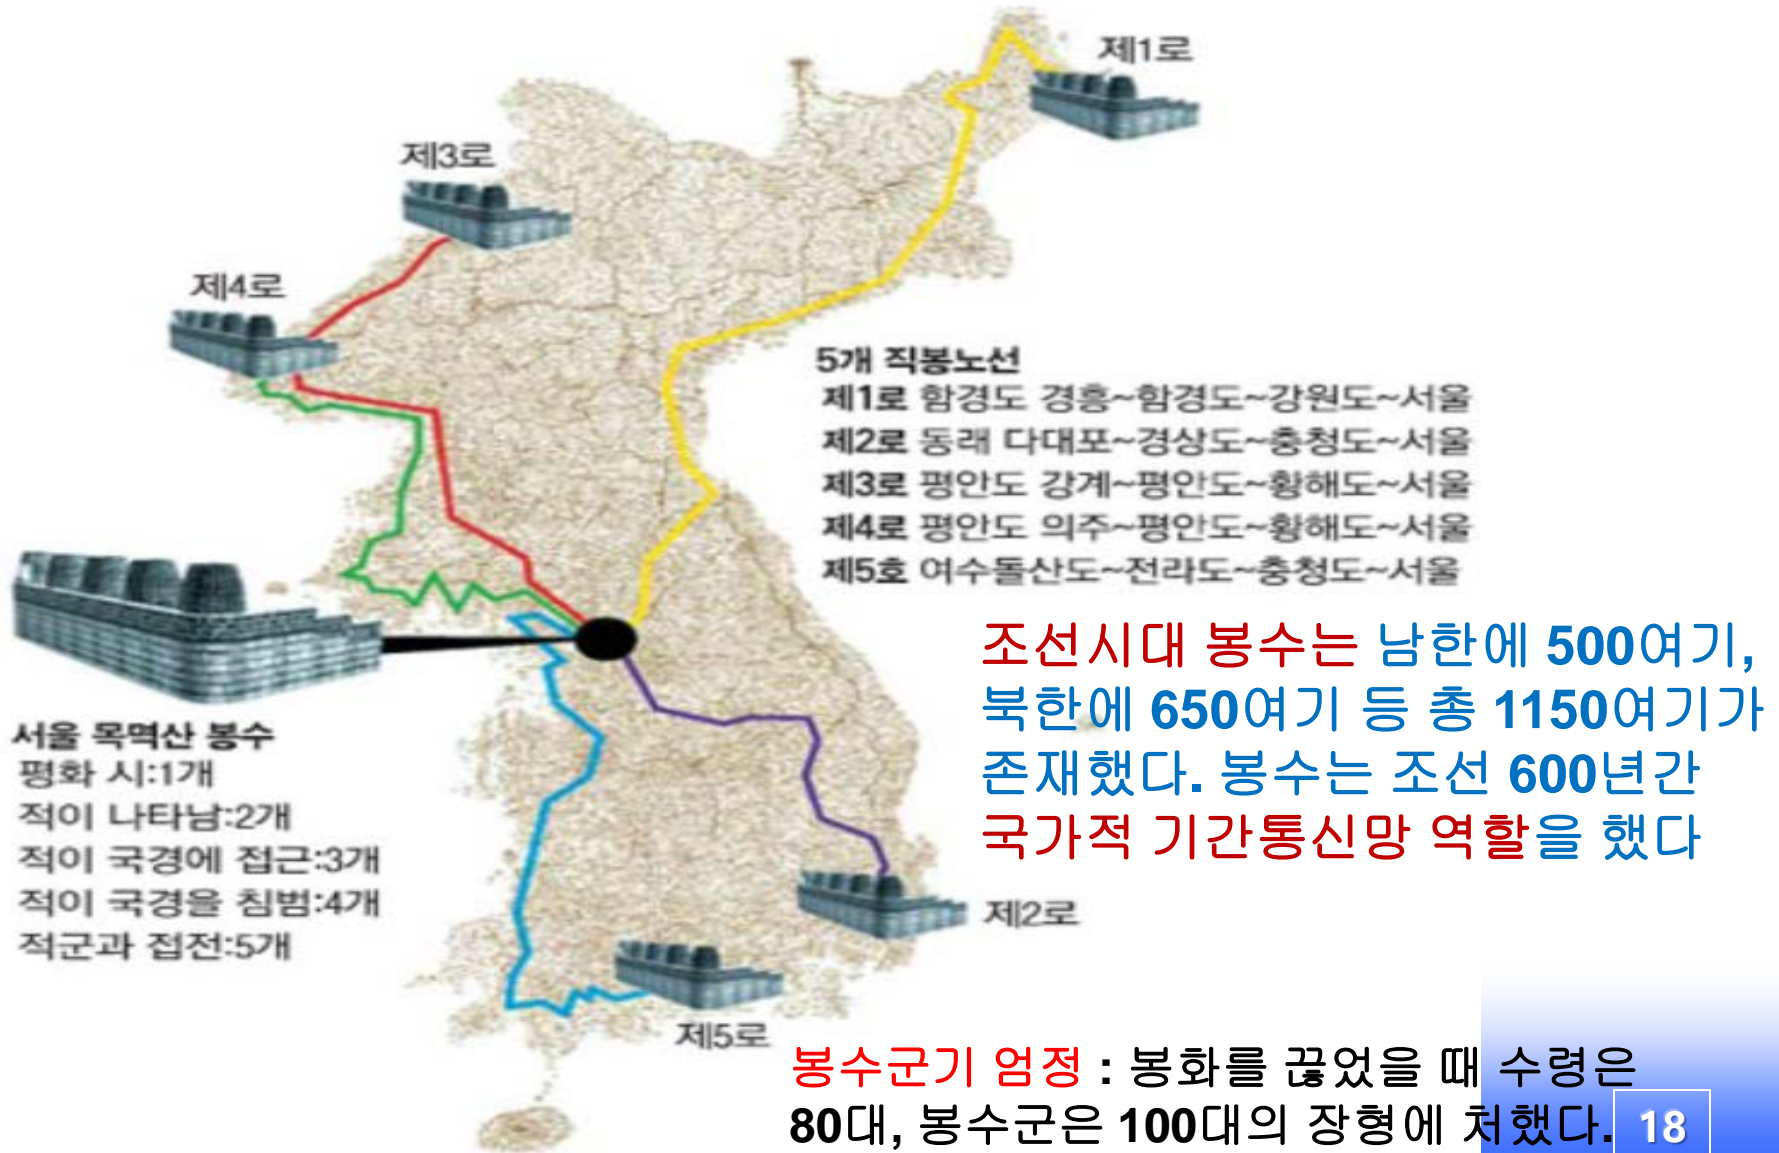 제1로
제3로
제4로
5개 직봉노선
제1로 함경도 경흥~함경도~강원도~서울
제2로 동래 다대포~경상도~충청도~서울
제3로 평안도 강계~평안도~황해도~서울
제4로 평안도 의주~평안도~황해도~서울
제5호 여수돌산도~전라도~충청도~서울
조선시대 봉수는 남한에 500여기,
북한에 650여기 등 총 1150여기가
존재했다. 봉수는 조선 600년간
국가적 기간통신망 역할을 했다
서울 목멱산 봉수
평화 시:1개
적이 나타남:2개
적이 국경에 접근:3개
적이 국경을 침범:4개
적군과 접전:5개
제2로
제5로
봉수군기 엄정 : 봉화를 끊었을 때 수령은
80대, 봉수군은 100대의 장형에 처했다.
18